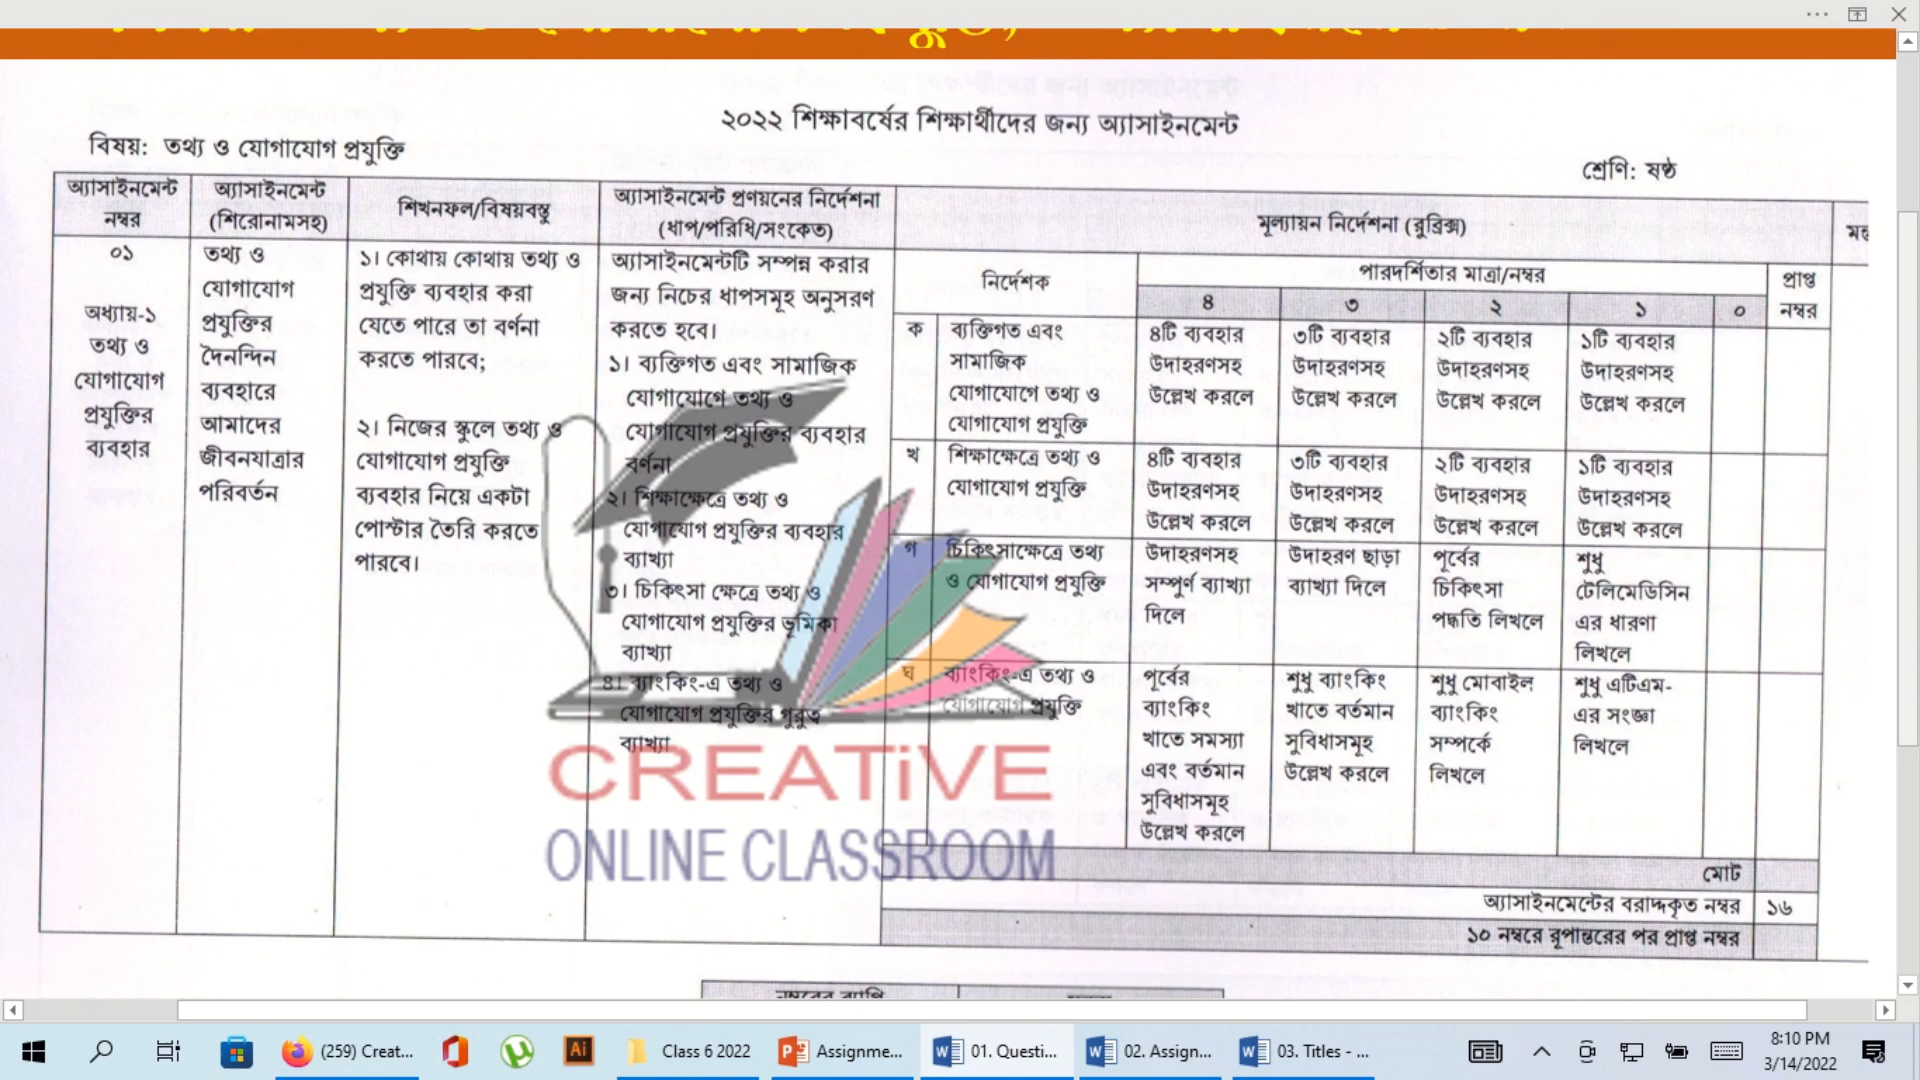 ২০২২ শিক্ষাবর্ষের শিক্ষার্থীদের জন্য অ্যাসাইনমেন্ট
বিষয়: তথ্য ও যোগাযোগ প্রযুক্তি
শ্রেণি: ষষ্ঠ
অ্যাসাইনমেন্ট
নম্বর
অ্যাসাইনমেন্ট
(শিরোনামসহ)
শিখনফল/বিষয়বস্তু
অ্যাসাইনমেন্ট প্রণয়নের নির্দেশনা
(ধাপ/পরিধি/সংকেত)
মূল্যায়ন নির্দেশনা (রুব্রিক্স)
০১
অধ্যায়-১
তথ্য ও
যোগাযোগ
প্রযুক্তির
ব্যবহার
তথ্য ও
যোগাযোগ
প্রযুক্তির
দৈনন্দিন
ব্যবহারে
আমাদের
জীবনযাত্রার
পরিবর্তন
১। কোথায় কোথায় তথ্য ও
প্রযুক্তি ব্যবহার করা
যেতে পারে তা বর্ণনা
করতে পারবে;
২। নিজের স্কুলে তথ্য ও
যোগাযোগ প্রযুক্তি
ব্যবহার নিয়ে একটা
পোস্টার তৈরি করতে
পারবে।
অ্যাসাইনমেন্টটি সম্পন্ন করার
জন্য নিচের ধাপসমূহ অনুসরণ
করতে হবে।
১। ব্যক্তিগত এবং সামাজিক
যোগাযোগে তথ্য ও
যোগাযোগ প্রযুক্তির ব্যবহার
বর্ণনা
২। শিক্ষাক্ষেত্রে তথ্য ও
যোগাযোগ প্রযুক্তির ব্যবহার
ব্যাখ্যা
৩। চিকিৎসা ক্ষেত্রে তথ্য ও
যোগাযোগ প্রযুক্তির ভূমিকা
ব্যাখ্যা
৪। ব্যাংকিং-এ তথ্য ও
যোগাযোগ প্রযুক্তির গুরুত্ব
ব্যাখ্যা
নির্দেশক
পারদর্শিতার মাত্রা/নম্বর
প্রাপ্ত
নম্বর
৪ ৩ ২ ১ ০
ক
ব্যক্তিগত এবং
সামাজিক
যোগাযোগে তথ্য ও
যোগাযোগ প্রযুক্তি
৪টি ব্যবহার
উদাহরণসহ
উল্লেখ করলে
৩টি ব্যবহার
উদাহরণসহ
উল্লেখ করলে
২টি ব্যবহার
উদাহরণসহ
উল্লেখ করলে
১টি ব্যবহার
উদাহরণসহ
উল্লেখ করলে
খ
শিক্ষাক্ষেত্রে তথ্য ও
যোগাযোগ প্রযুক্তি
৪টি ব্যবহার
উদাহরণসহ
উল্লেখ করলে
৩টি ব্যবহার
উদাহরণসহ
উল্লেখ করলে
২টি ব্যবহার
উদাহরণসহ
উল্লেখ করলে
১টি ব্যবহার
উদাহরণসহ
উল্লেখ করলে
গ
চিকিৎসাক্ষেত্রে তথ্য
ও যোগাযোগ প্রযুক্তি
উদাহরণসহ
সম্পুর্ণ ব্যাখ্যা
দিলে
উদাহরণ ছাড়া
ব্যাখ্যা দিলে
পূর্বের
চিকিৎসা
পদ্ধতি লিখলে
শুধু
টেলিমেডিসিন
এর ধারণা
লিখলে
ঘ
ব্যাংকিং-এ তথ্য ও
যোগাযোগ প্রযুক্তি
পূর্বের
ব্যাংকিং
খাতে সমস্যা
এবং বর্তমান
সুবিধাসমূহ
উল্লেখ করলে
শুধু ব্যাংকিং
খাতে বর্তমান
সুবিধাসমূহ
উল্লেখ করলে
শুধু মোবাইল
ব্যাংকিং
সম্পর্কে
লিখলে
শুধু এটিএম-
এর সংজ্ঞা
লিখলে
মোট
অ্যাসাইনমেন্টের বরাদ্দকৃত নম্বর ১৬
১০ নম্বরে রূপান্তরের পর প্রাপ্ত নম্বর
CREATiVE
ONLINE CLASSROOM
(259) Creat...
Ai
Class 6 2022
Assignme...
01. Questi...
02. Assign...
03. Titles - ...
8:10 PM
3/14/2022